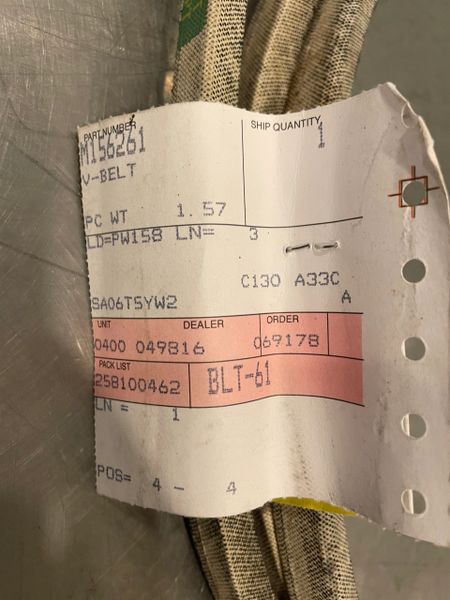 PART NUMBER
M156261
SHIP QUANTITY
1
V-BELT
PC WT 1.57
LD=PW158 LN= 3
C130 A33C
SA06T5YW2 A
UNIT DEALER ORDER
0400 049816 069178
PACK LIST
258100462 BLT-61
LN = 1
POS= 4 - 4